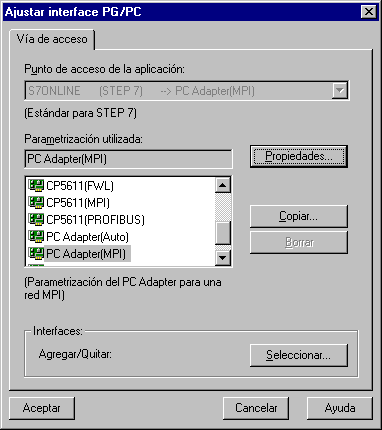 Ajustar interface PG/PC
Vía de acceso
Punto de acceso de la aplicación:
S7ONLINE (STEP 7) --> PC Adapter(MPI)
(Estándar para STEP 7)
Parametrización utilizada:
PC Adapter(MPI)
Propiedades...
CP5611(FWL)
CP5611(MPI)
CP5611(PROFIBUS)
PC Adapter(Auto)
PC Adapter(MPI)
Copiar...
Borrar
(Parametrización del PC Adapter para una
red MPI)
Interfaces:
Agregar/Quitar:
Seleccionar...
Aceptar
Cancelar
Ayuda